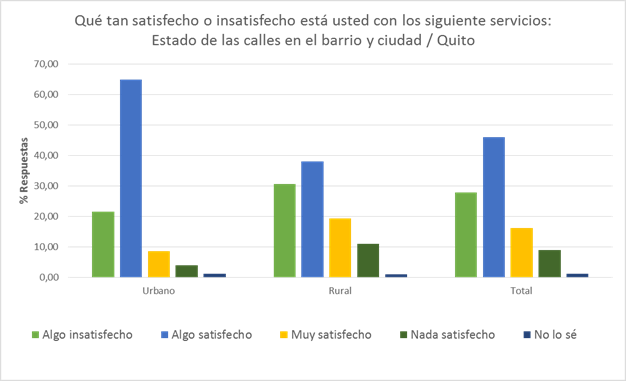 Qué tan satisfecho o insatisfecho está usted con los siguiente servicios:
Estado de las calles en el barrio y ciudad / Quito
% Respuestas
70,00
60,00
50,00
40,00
30,00
20,00
10,00
0,00
Urbano Rural Total
Algo insatisfecho Algo satisfecho Muy satisfecho Nada satisfecho No lo sé